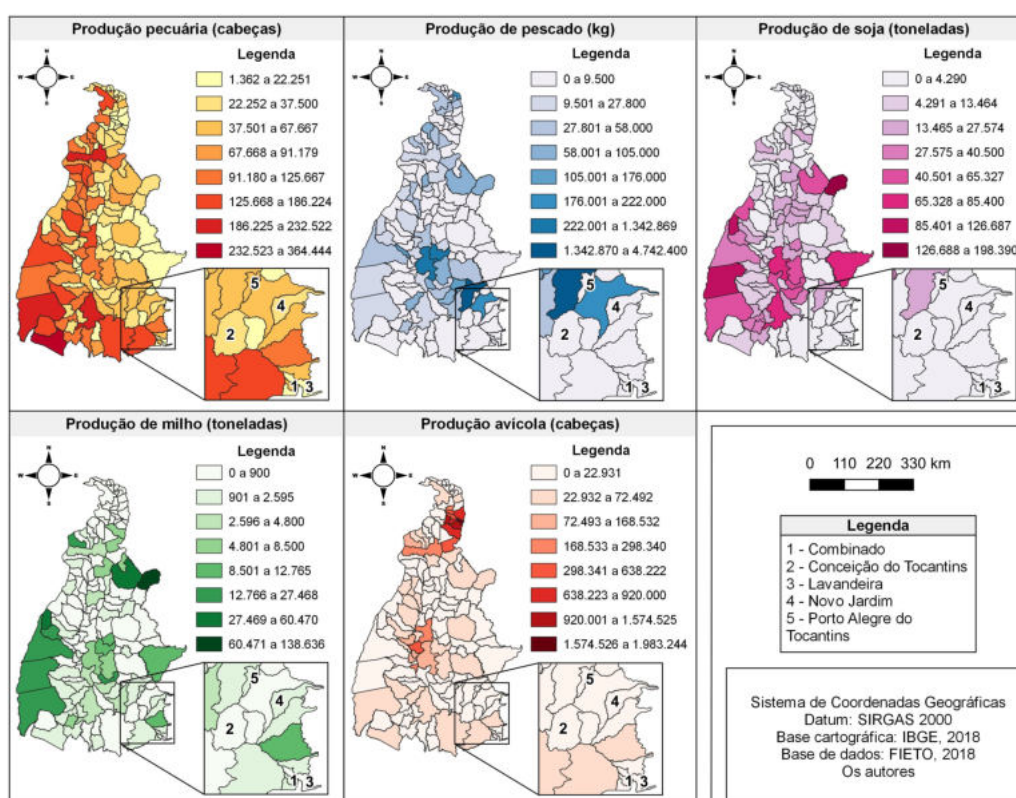 Produção pecuária (cabeças)
Legenda
N
W
E
S
1.362 a 22.251
22.252 a 37.500
37.501 a 67.667
67.668 a 91.179
91.180 a 125.667
125.668 a 186.224
186.225 a 232.522
232.523 a 364.444
5
4
2
1 3
Produção de pescado (kg)
Legenda
N
W
E
S
0 a 9.500
9.501 a 27.800
27.801 a 58.000
58.001 a 105.000
105.001 a 176.000
176.001 a 222.000
222.001 a 1.342.869
1.342.870 a 4.742.400
5
4
2
1 3
Produção de soja (toneladas)
Legenda
N
W
E
S
0 a 4.290
4.291 a 13.464
13.465 a 27.574
27.575 a 40.500
40.501 a 65.327
65.328 a 85.400
85.401 a 126.687
126.688 a 198.390
5
4
2
1 3
Produção de milho (toneladas)
Legenda
N
W
E
S
0 a 900
901 a 2.595
2.596 a 4.800
4.801 a 8.500
8.501 a 12.765
12.766 a 27.468
27.469 a 60.470
60.471 a 138.636
5
4
2
1 3
Produção avícola (cabeças)
Legenda
N
W
E
S
0 a 22.931
22.932 a 72.492
72.493 a 168.532
168.533 a 298.340
298.341 a 638.222
638.223 a 920.000
920.001 a 1.574.525
1.574.526 a 1.983.244
5
4
2
1 3
0 110 220 330 km
Legenda
1 - Combinado
2 - Conceição do Tocantins
3 - Lavandeira
4 - Novo Jardim
5 - Porto Alegre do
Tocantins
Sistema de Coordenadas Geográficas
Datum: SIRGAS 2000
Base cartográfica: IBGE, 2018
Base de dados: FIETO, 2018
Os autores